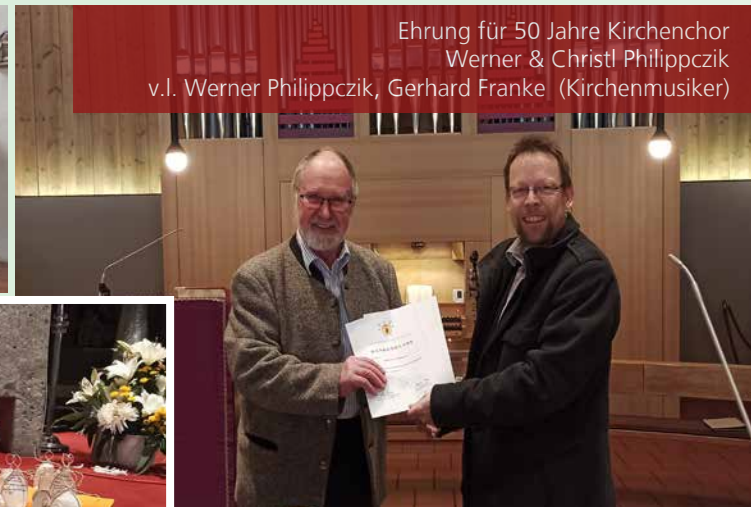 Ehrung für 50 Jahre Kirchenchor
Werner & Christl Philippczik
v.l. Werner Philippczik, Gerhard Franke (Kirchenmusiker)